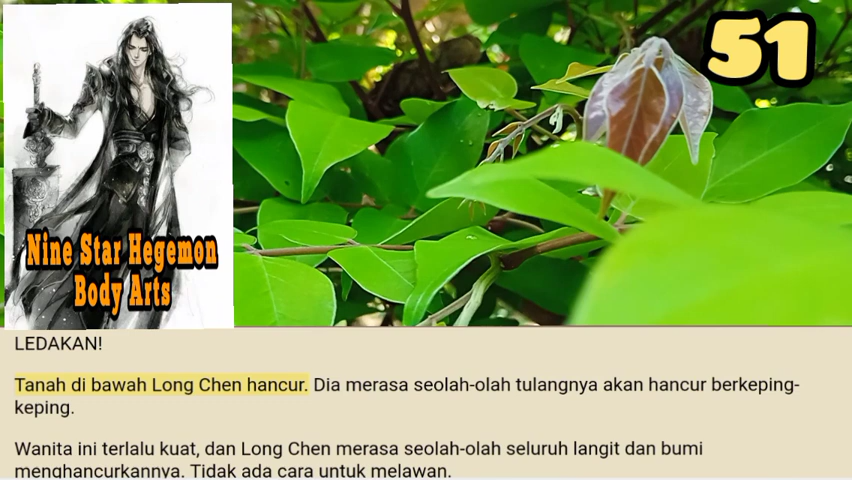 51
Nine Star Hegemon
Body Arts
LEDAKAN!
Tanah di bawah Long Chen hancur. Dia merasa seolah-olah tulangnya akan hancur berkeping-
keping.
Wanita ini terlalu kuat, dan Long Chen merasa seolah-olah seluruh langit dan bumi
menghancurkannya. Tidak ada cara untuk melawan.